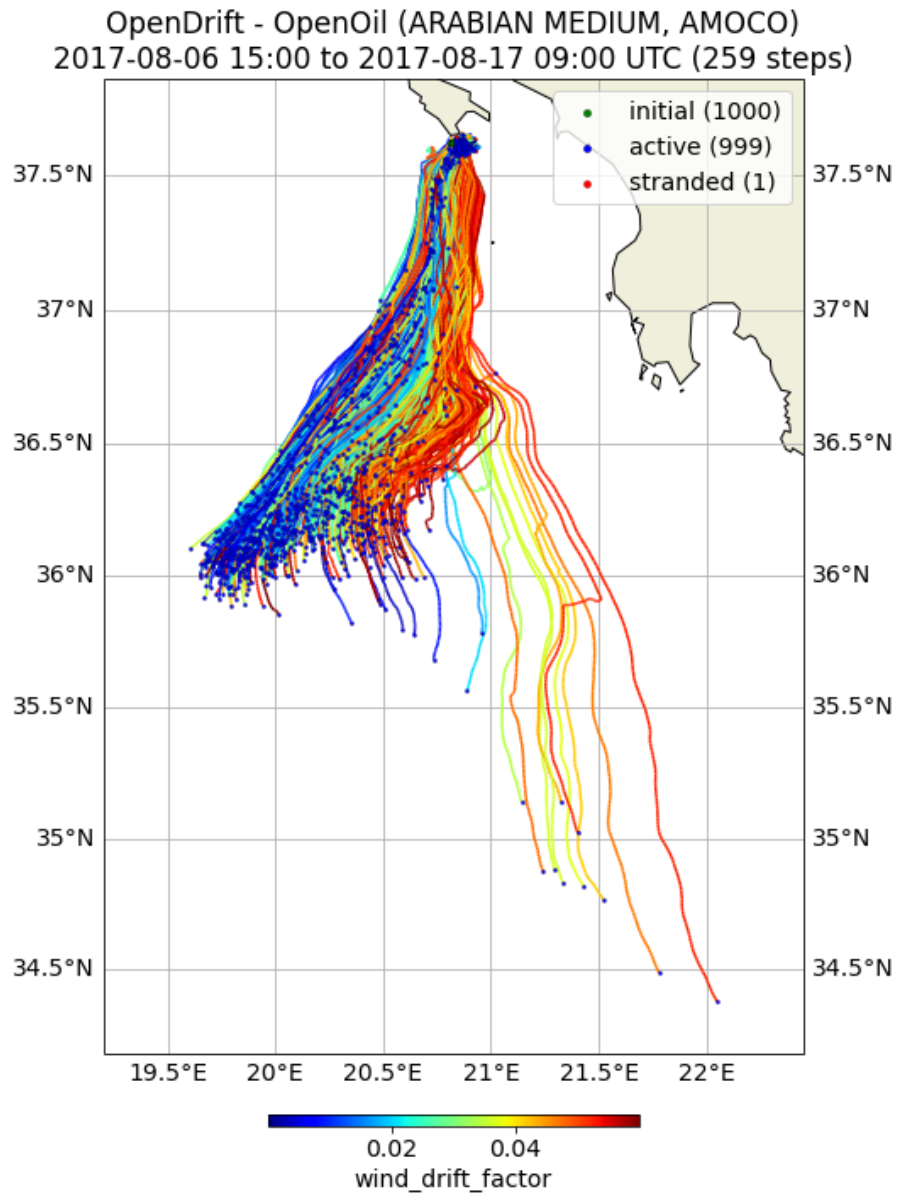 OpenDrift - OpenOil (ARABIAN MEDIUM, AMOCO)
2017-08-06 15:00 to 2017-08-17 09:00 UTC (259 steps)
initial (1000)
active (999)
stranded (1)
37.5°N 37.5°N
37°N 37°N
36.5°N 36.5°N
36°N 36°N
35.5°N 35.5°N
35°N 35°N
34.5°N 34.5°N
19.5°E 20°E 20.5°E 21°E 21.5°E 22°E
0.02 0.04
wind_drift_factor